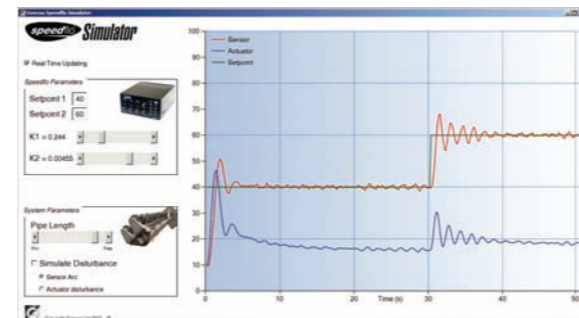 Gencoa Speedflo Simulator
speedflo Simulator
Real-Time Updating
Speedflo Parameters
Setpoint 1 40
Setpoint 2 60
K1 = 0.244
K2 = 0.00455
System Parameters
Pipe Length
Min Max
Simulate Disturbance
Sensor Arc
Actuator disturbance
100
90
80
70
60
50
40
30
20
10
0
Sensor
Actuator
Setpoint
0 10 20 30 40 50
Time (s)